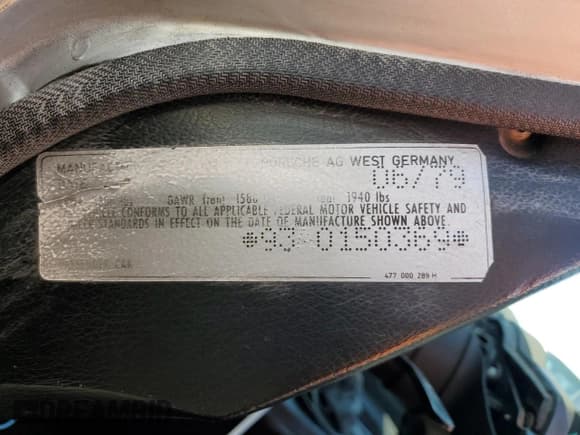 PORSCHE AG WEST GERMANY
06/79
GAWR front 1588 1940 lbs
CONFORMS TO ALL APPLICABLE FEDERAL MOTOR VEHICLE SAFETY AND
STANDARDS IN EFFECT ON THE DATE OF MANUFACTURE SHOWN ABOVE.
*93 0150369*
477 000 289 H